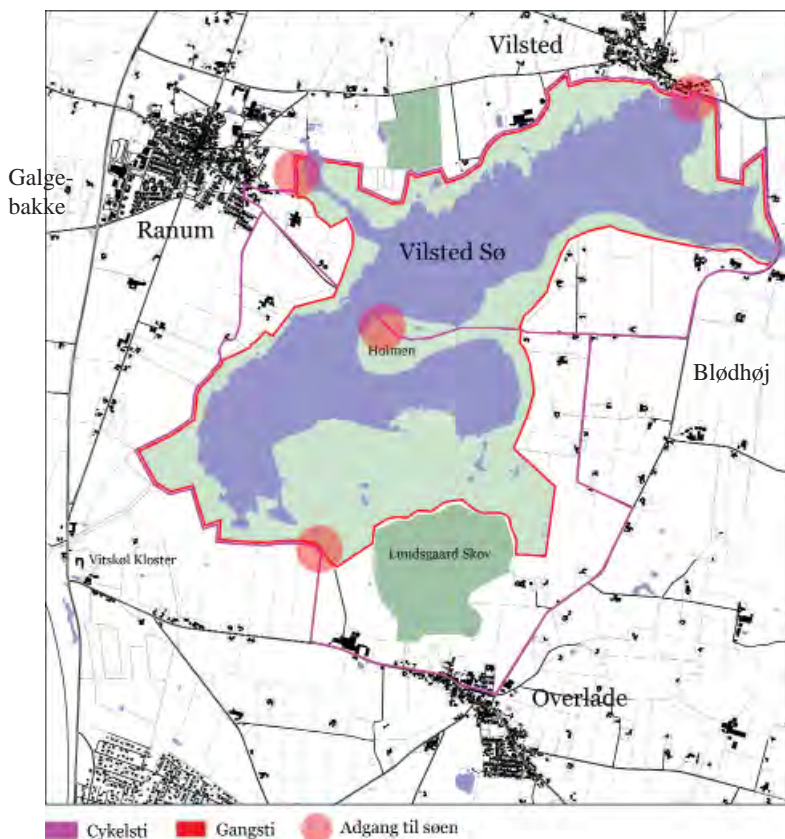 Vilsted
Galge-
bakke
Ranum
Vilsted Sø
Holmen
Blødhøj
Lundsgaard Skov
Vitskøl Kloster
Overlade
Cykelsti
Gangsti
Adgang til søen